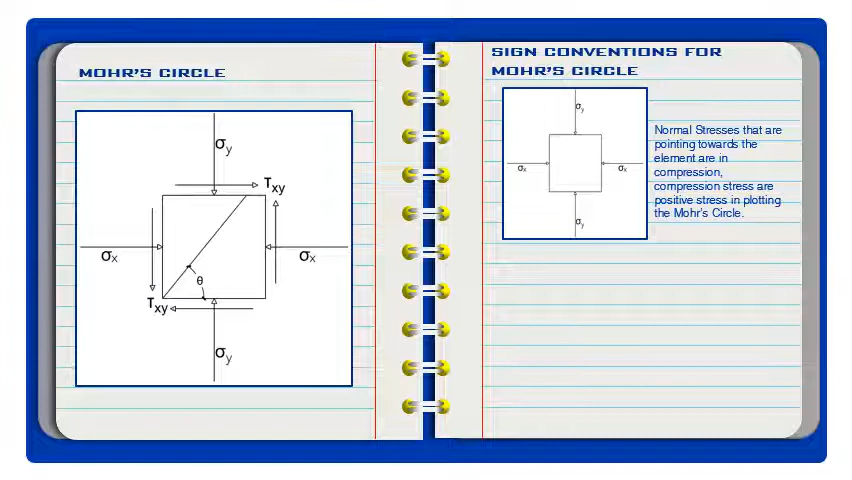 MOHR'S CIRCLE
σy
Txy
σx
σx
θ
Txy
σy
SIGN CONVENTIONS FOR
MOHR'S CIRCLE
σy
σx
σx
σy
Normal Stresses that are
pointing towards the
element are in
compression,
compression stress are
positive stress in plotting
the Mohr's Circle.